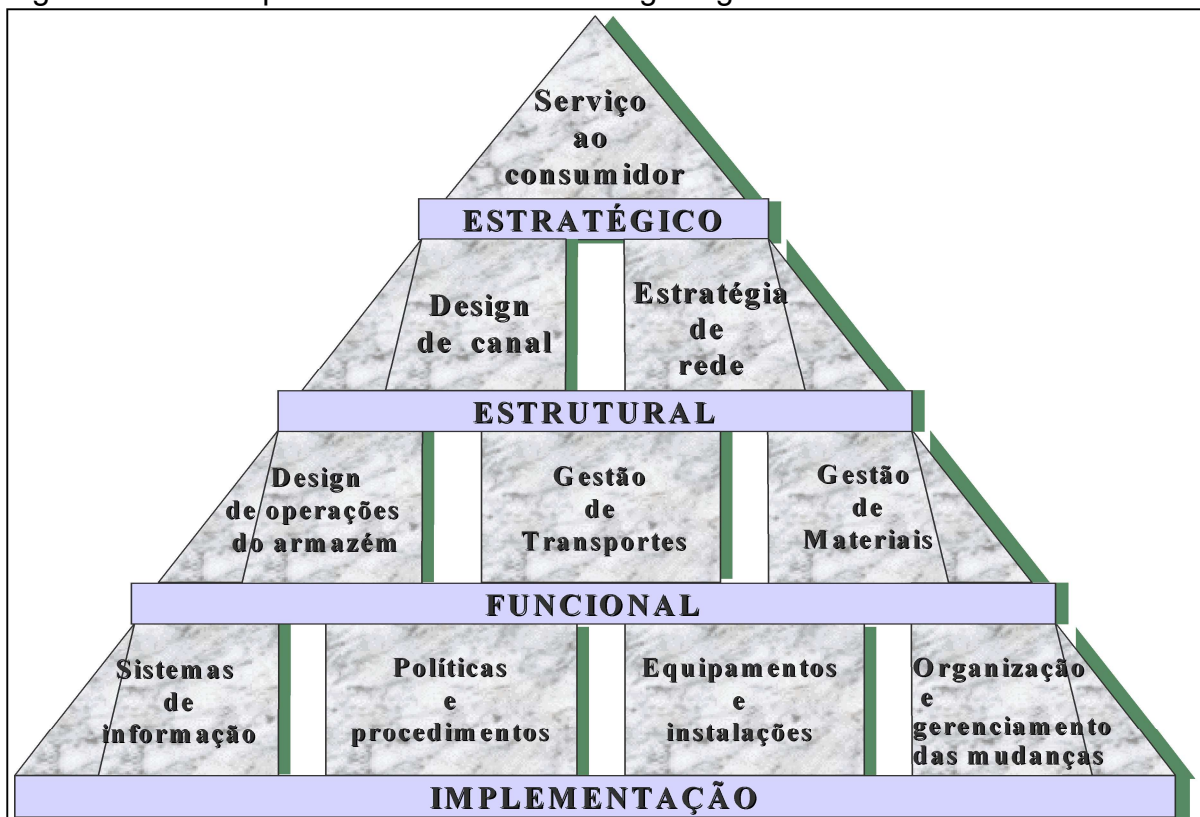 Serviço
ao
consumidor
ESTRATÉGICO
Design
de canal
Estratégia
de
rede
ESTRUTURAL
Design
de operações
do armazém
Gestão
de
Transportes
Gestão
de
Materiais
FUNCIONAL
Sistemas
de
informação
Políticas
e
procedimentos
Equipamentos
e
instalações
Organização
e
gerenciamento
das mudanças
IMPLEMENTAÇÃO